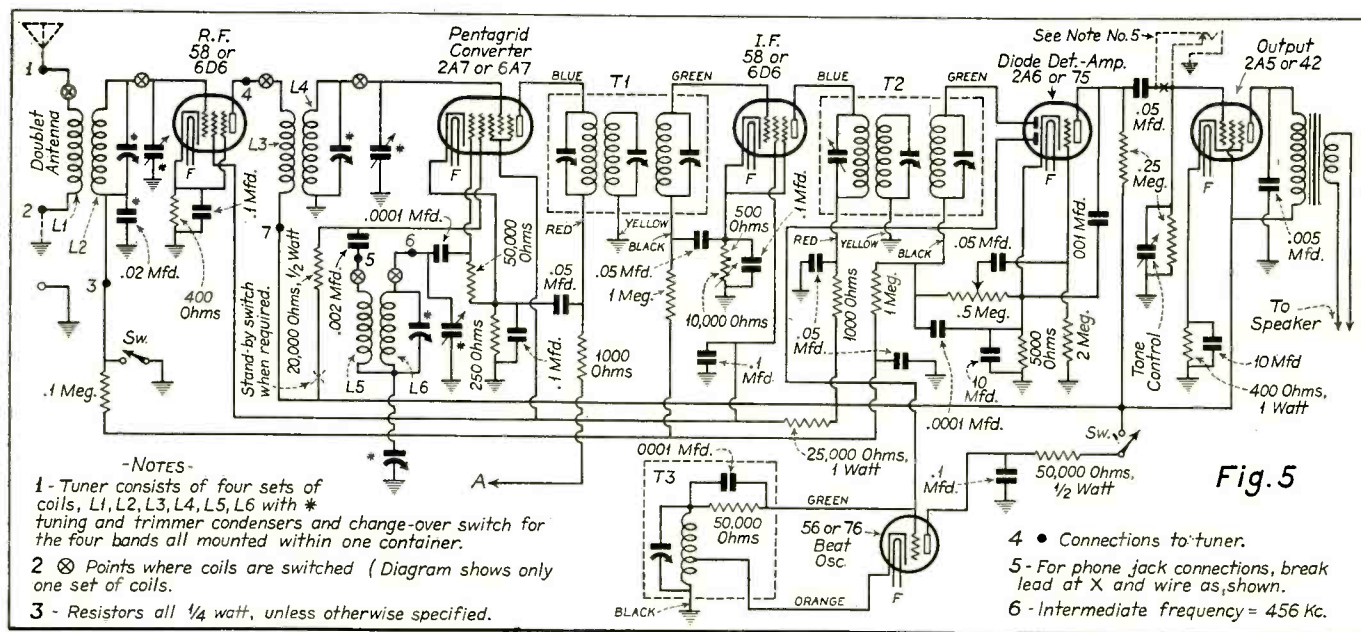 R.F.
58 or
6D6
Pentagrid
Converter
2A7 or 6A7
I.F.
58 or
6D6
Diode Det.-Amp.
2A6 or 75
See Note No.5
Output
2A5 or 42
1
Doublet
Antenna
2
L1
L2
F
4
L3
L4
F
BLUE
T1
GREEN
F
BLUE
T2
GREEN
F
.05
Mfd.
F
.02 Mfd.
.1 Mfd.
400
Ohms
7
.0001 Mfd.
6
5
50,000
Ohms
.05
Mfd.
RED
YELLOW
BLACK
.05 Mfd.
1 Meg.
500
Ohms
10,000 Ohms
.1 Mfd.
.1
Mfd.
RED
YELLOW
BLACK
.05
Mfd.
1000 Ohms
1 Meg.
.05 Mfd.
.5 Meg.
10
Mfd.
.0001 Mfd.
5000
Ohms
2 Meg.
.001 Mfd.
.25
Meg.
Tone
Control
.005
Mfd.
To
Speaker
10 Mfd
400 Ohms,
1 Watt
3
Sw.
.1 Meg.
Stand-by switch
when required.
20,000 Ohms, 1/2 Watt
.002 Mfd.
L5
L6
250 Ohms
.1 Mfd.
1000
Ohms
A
25,000 Ohms,
1 Watt
Sw.
.1
Mfd.
50,000 Ohms,
1/2 Watt
Fig.5
.0001 Mfd.
T3
50,000
Ohms
GREEN
BLACK
ORANGE
56 or 76
Beat
Osc.
F
-NOTES-
1 - Tuner consists of four sets of
coils, L1, L2, L3, L4, L5, L6 with *
tuning and trimmer condensers and change-over switch for
the four bands all mounted within one container.
2 ⊗ Points where coils are switched (Diagram shows only
one set of coils.
3 - Resistors all 1/4 watt, unless otherwise specified.
4 • Connections to tuner.
5 - For phone jack connections, break
lead at X and wire as shown.
6 - Intermediate frequency = 456 Kc.